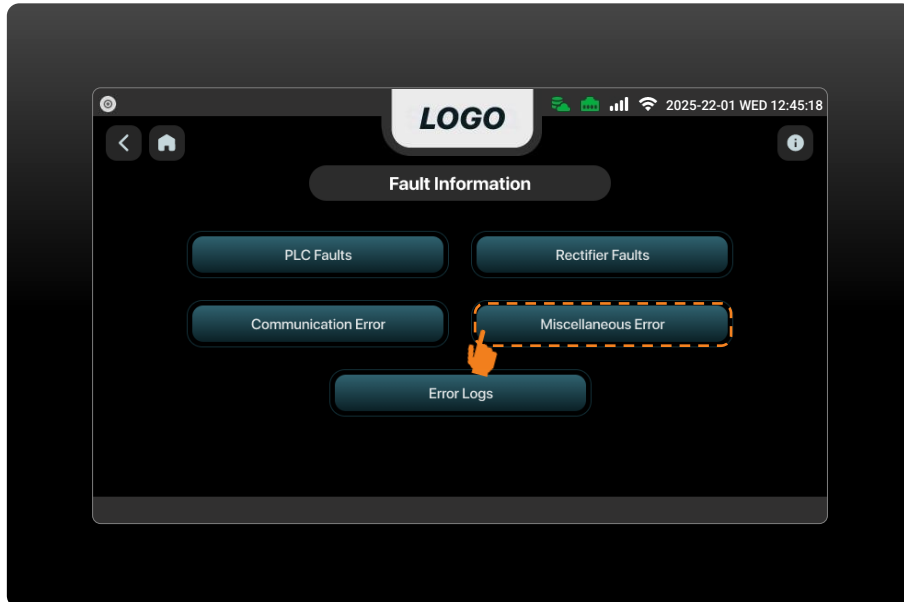 LOGO
2025-22-01 WED 12:45:18
Fault Information
PLC Faults
Rectifier Faults
Communication Error
Miscellaneous Error
Error Logs